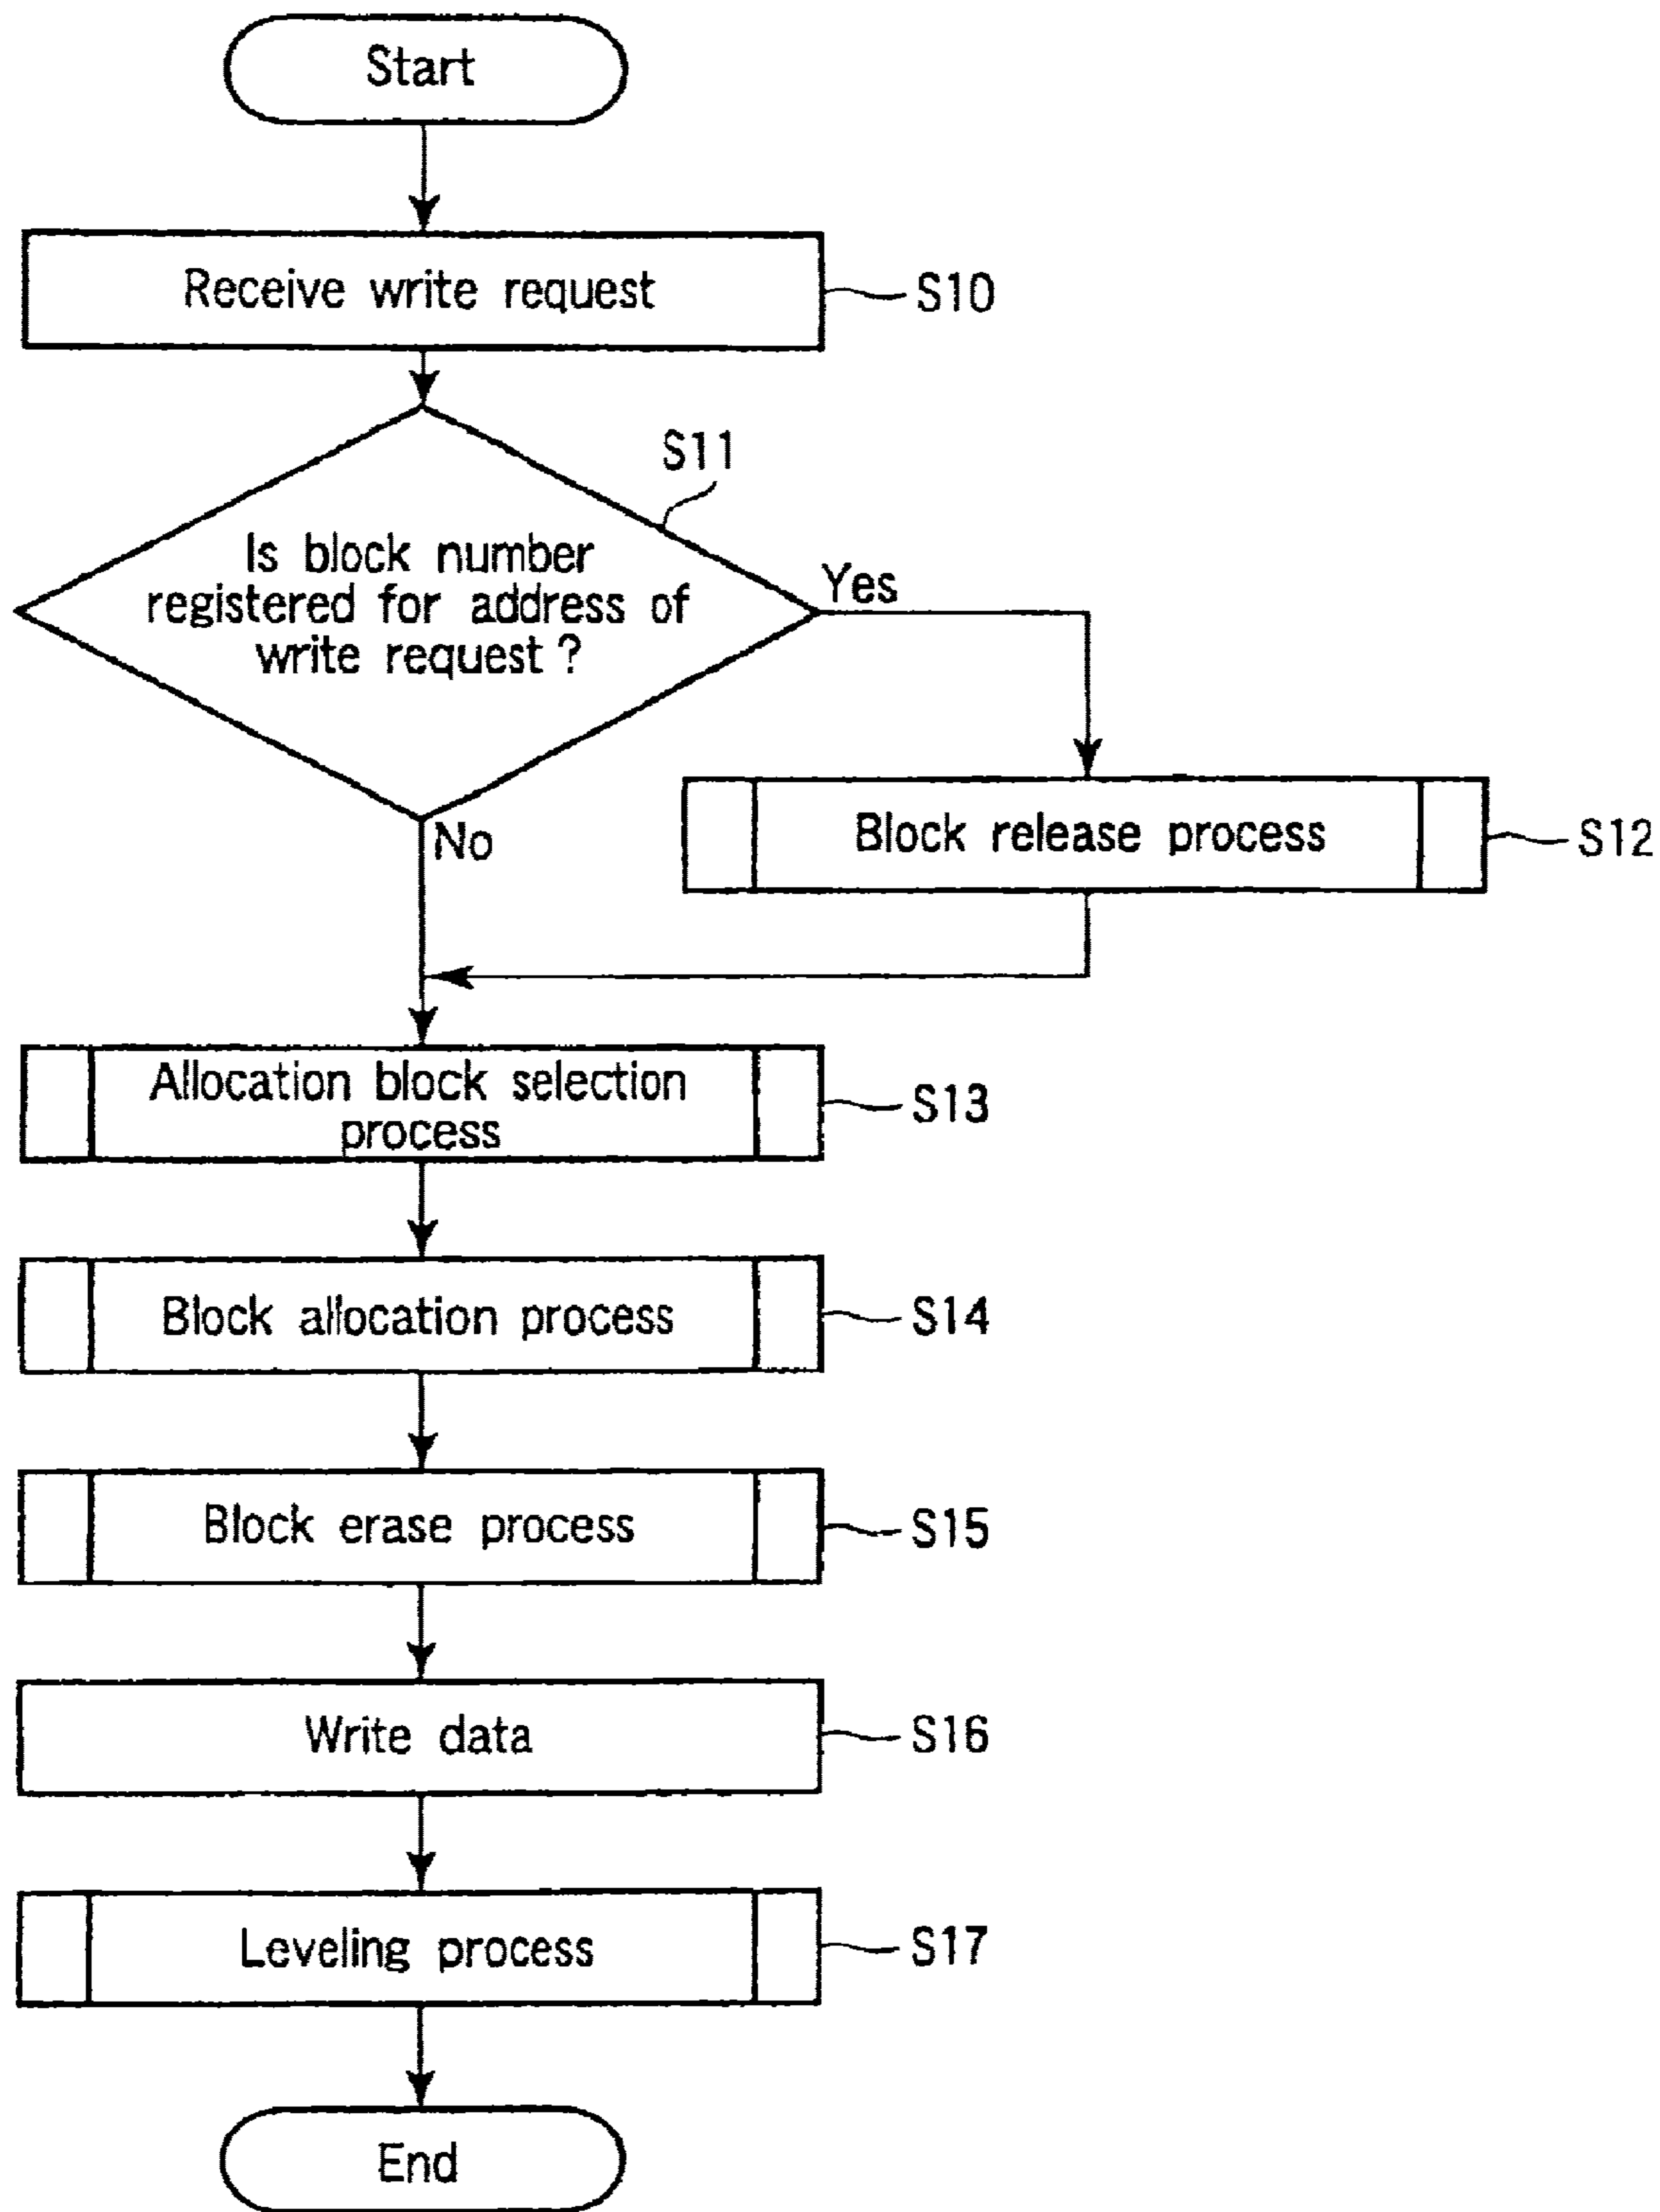 Start
Receive write request
S10
S11
Is block number
registered for address of
write request ?
Yes
No
Block release process
S12
Allocation block selection
process
S13
Block allocation process
S14
Block erase process
S15
Write data
S16
Leveling process
S17
End